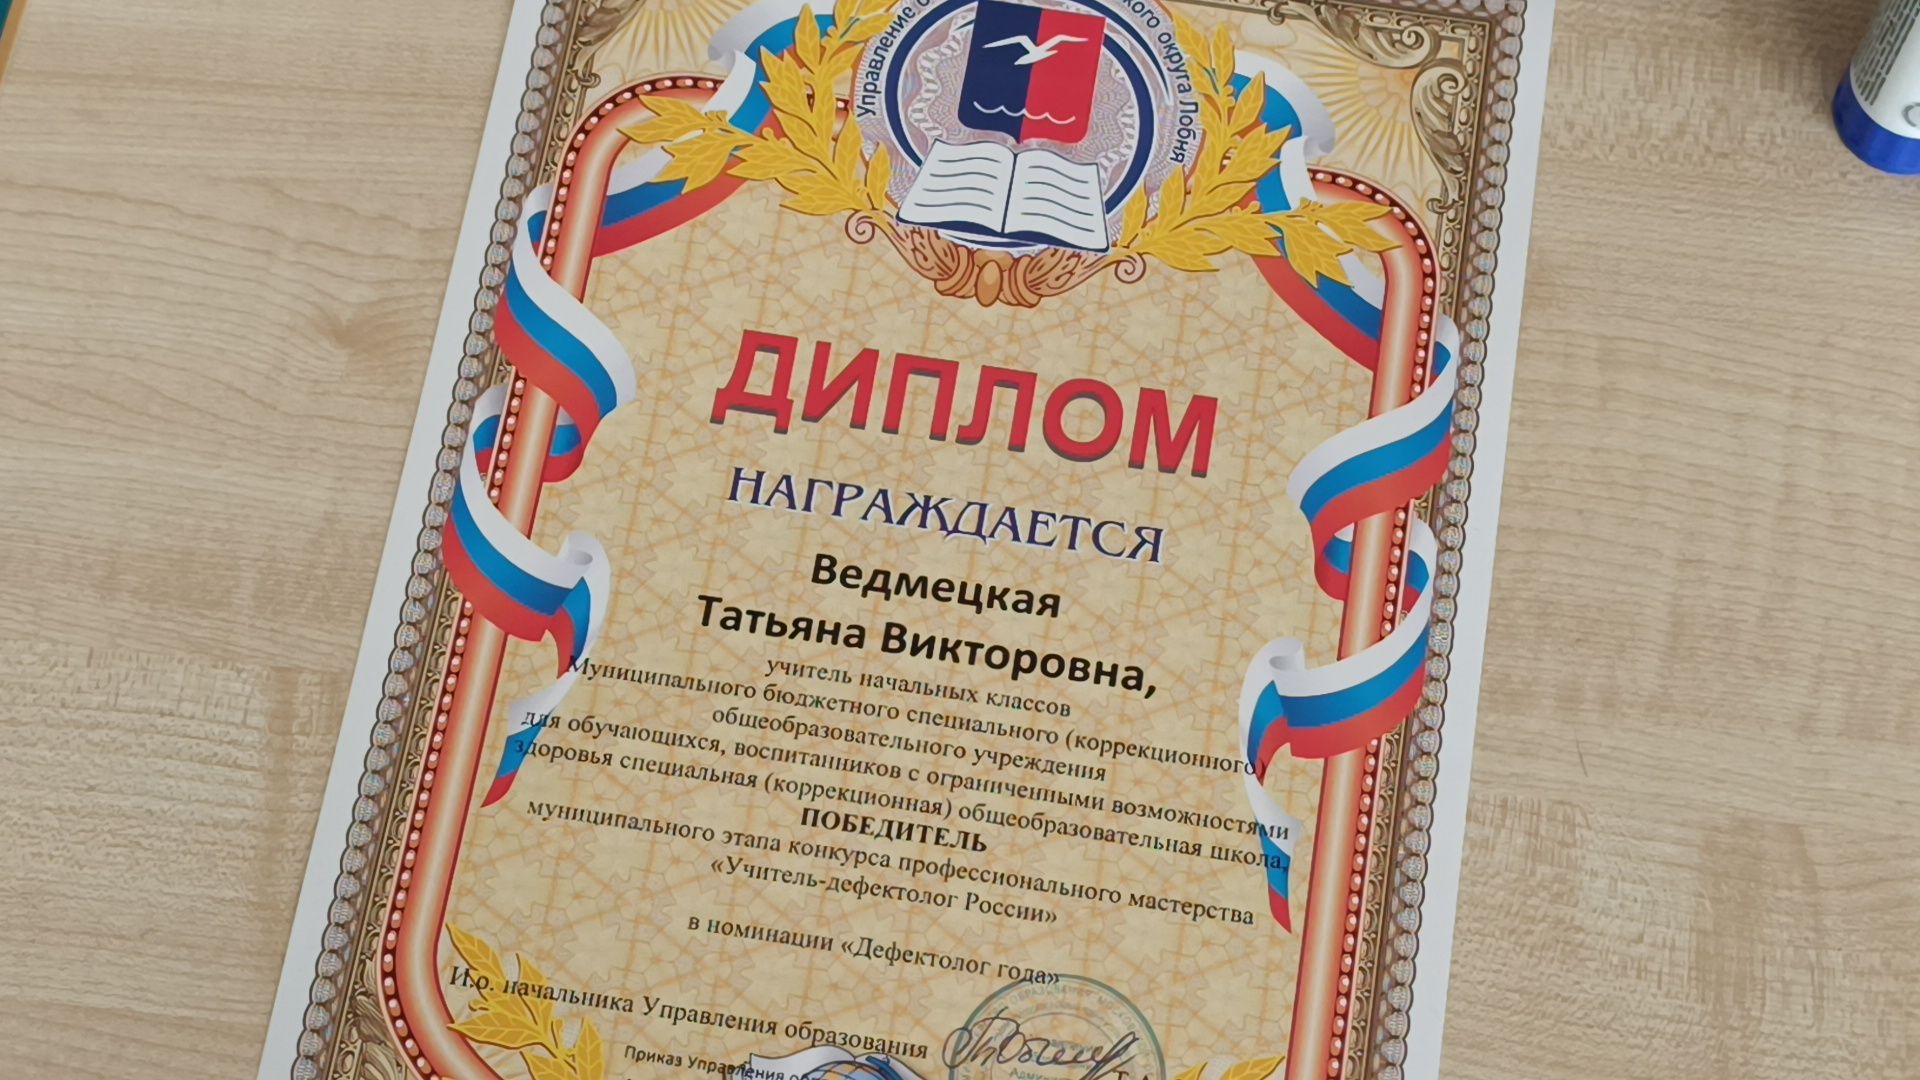 Управление
кого округа Лобня
ДИПЛОМ
НАГРАЖДАЕТСЯ
Ведмецкая
Татьяна Викторовна,
учитель начальных классов
Муниципального бюджетного специального (коррекционного)
общеобразовательного учреждения
для обучающихся, воспитанников с ограниченными возможностями
здоровья специальная (коррекционная) общеобразовательная школа,
ПОБЕДИТЕЛЬ
муниципального этапа конкурса профессионального мастерства
«Учитель-дефектолог России»
в номинации «Дефектолог года»
И.о. начальника Управления образования
Приказ Управления